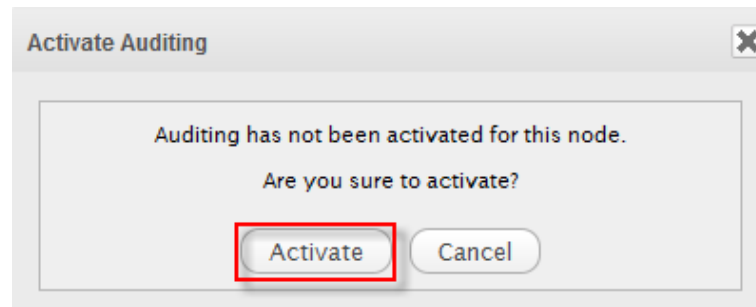 Activate Auditing
Auditing has not been activated for this node.
Are you sure to activate?
Activate Cancel